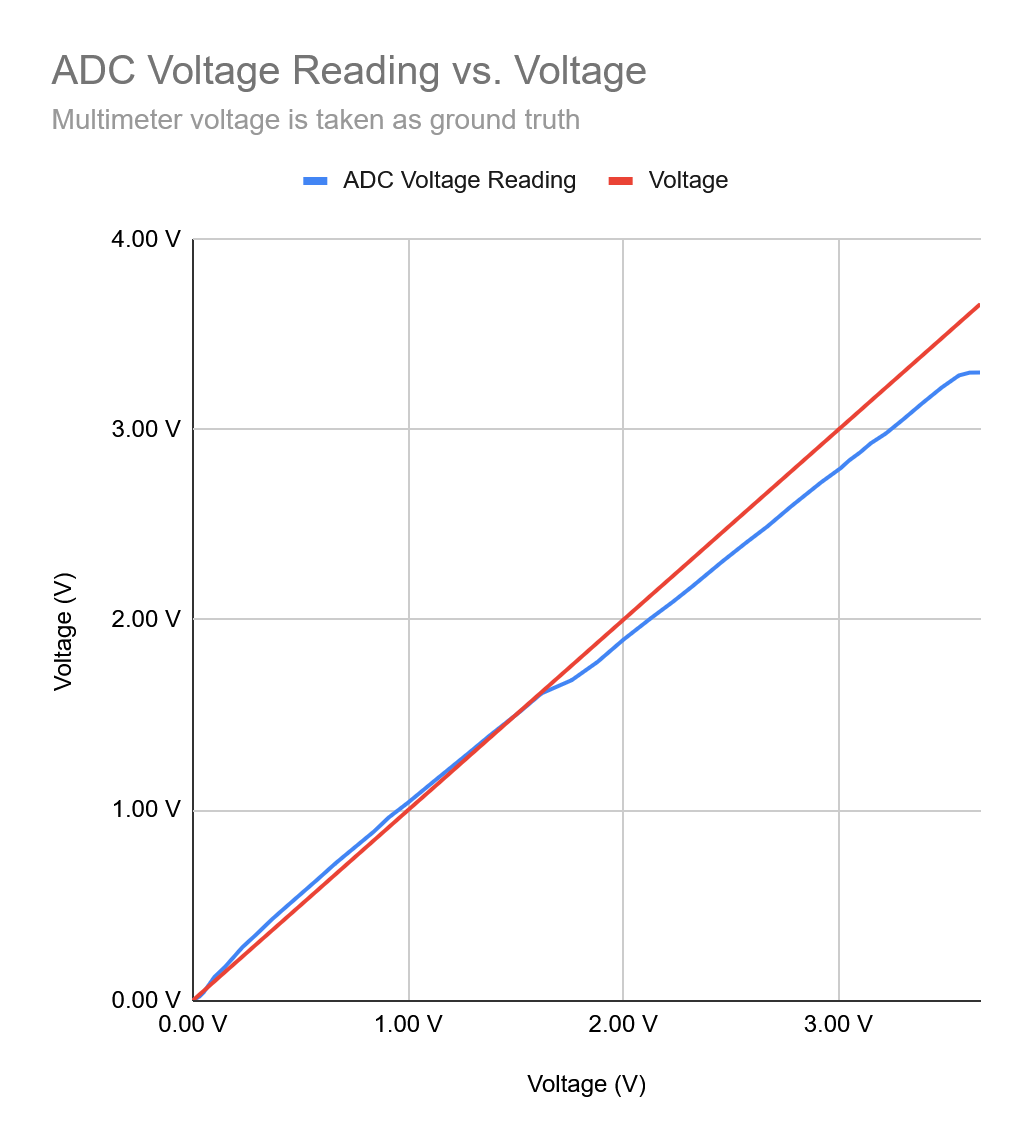 ADC Voltage Reading vs. Voltage
Multimeter voltage is taken as ground truth
ADC Voltage Reading Voltage
4.00 V
3.00 V
2.00 V
1.00 V
0.00 V
Voltage (V)
0.00 V 1.00 V 2.00 V 3.00 V
Voltage (V)